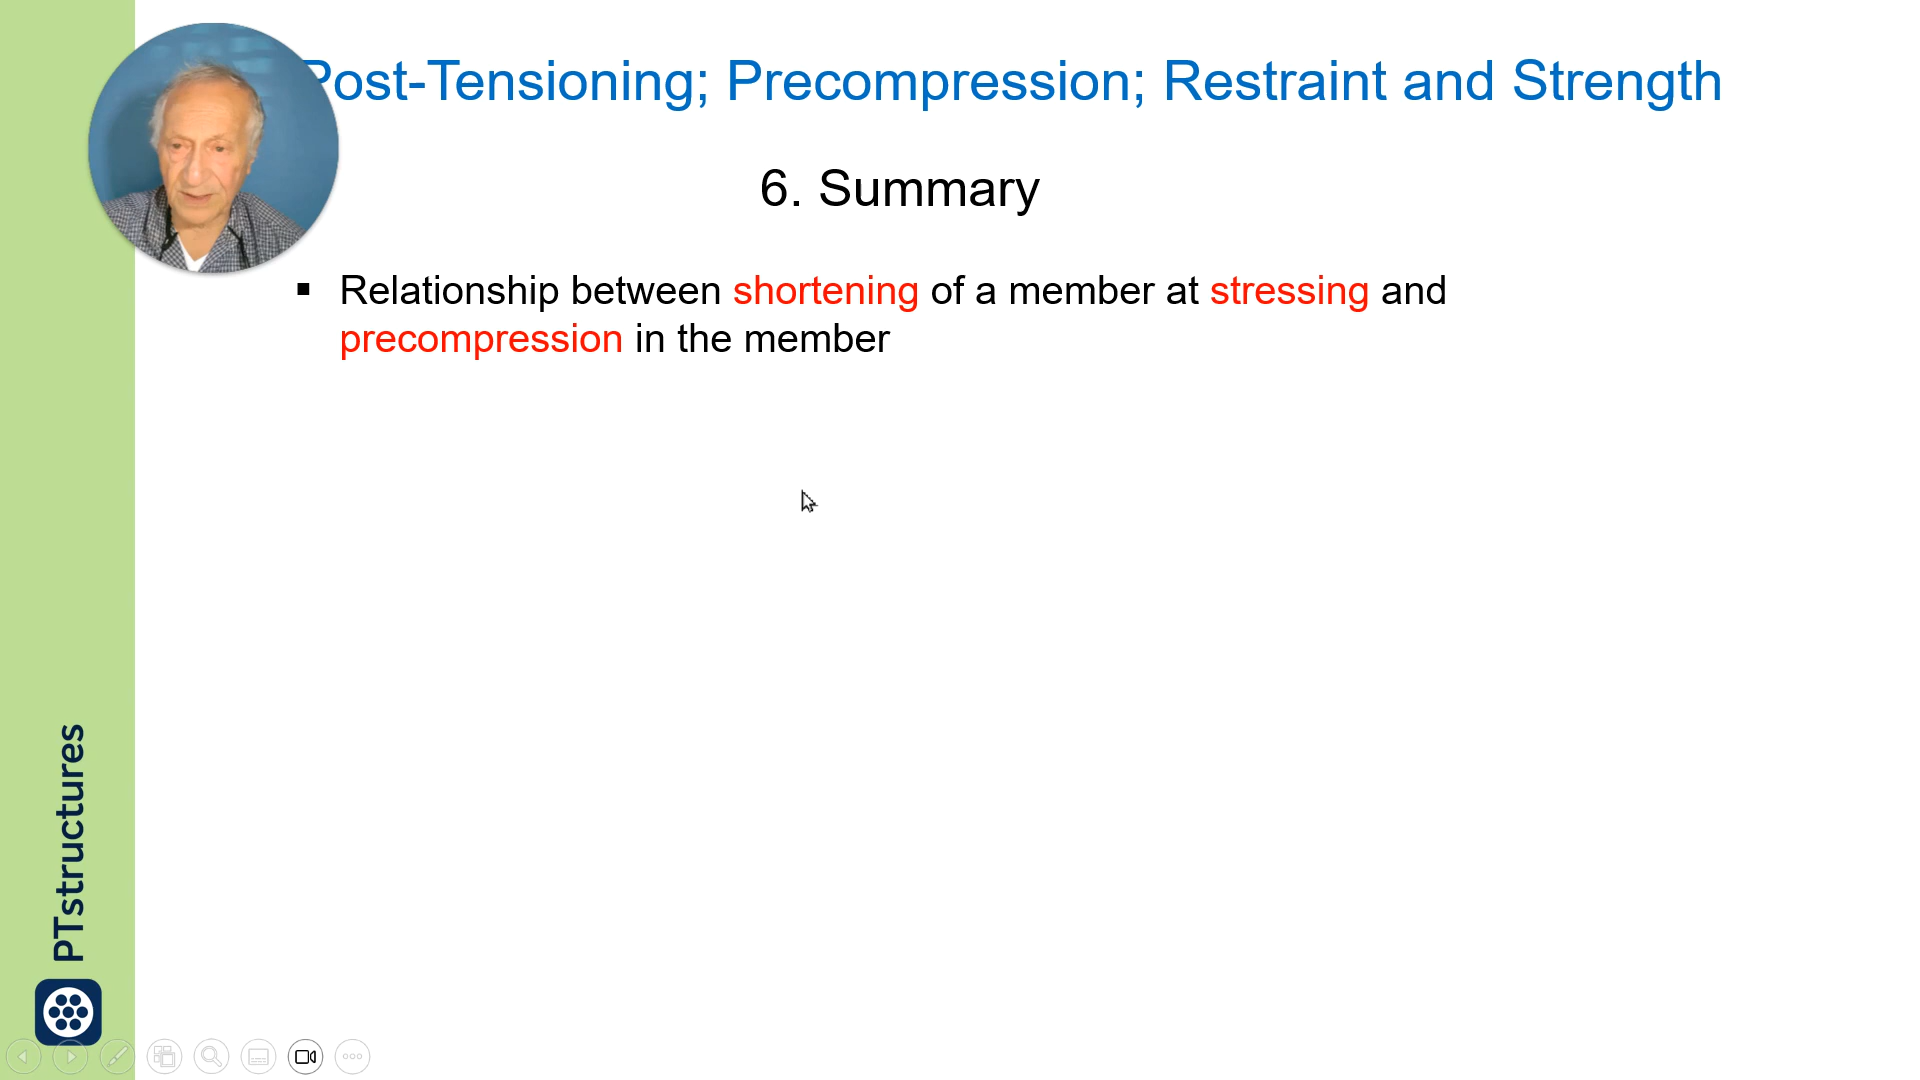 Post-Tensioning; Precompression; Restraint and Strength
6. Summary
▪ Relationship between shortening of a member at stressing and
precompression in the member
PTstructures